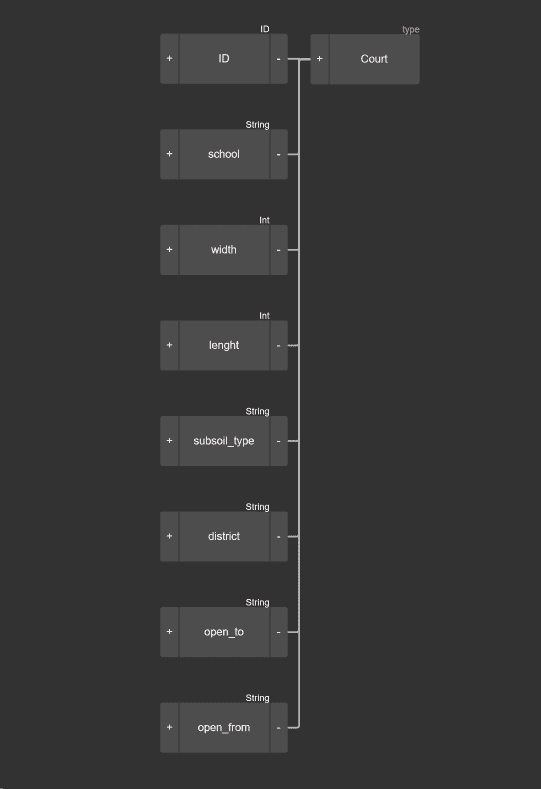 ID
type
+ ID -
+ Court
String
+ school -
Int
+ width -
Int
+ lenght -
String
+ subsoil_type -
String
+ district -
String
+ open_to -
String
+ open_from -